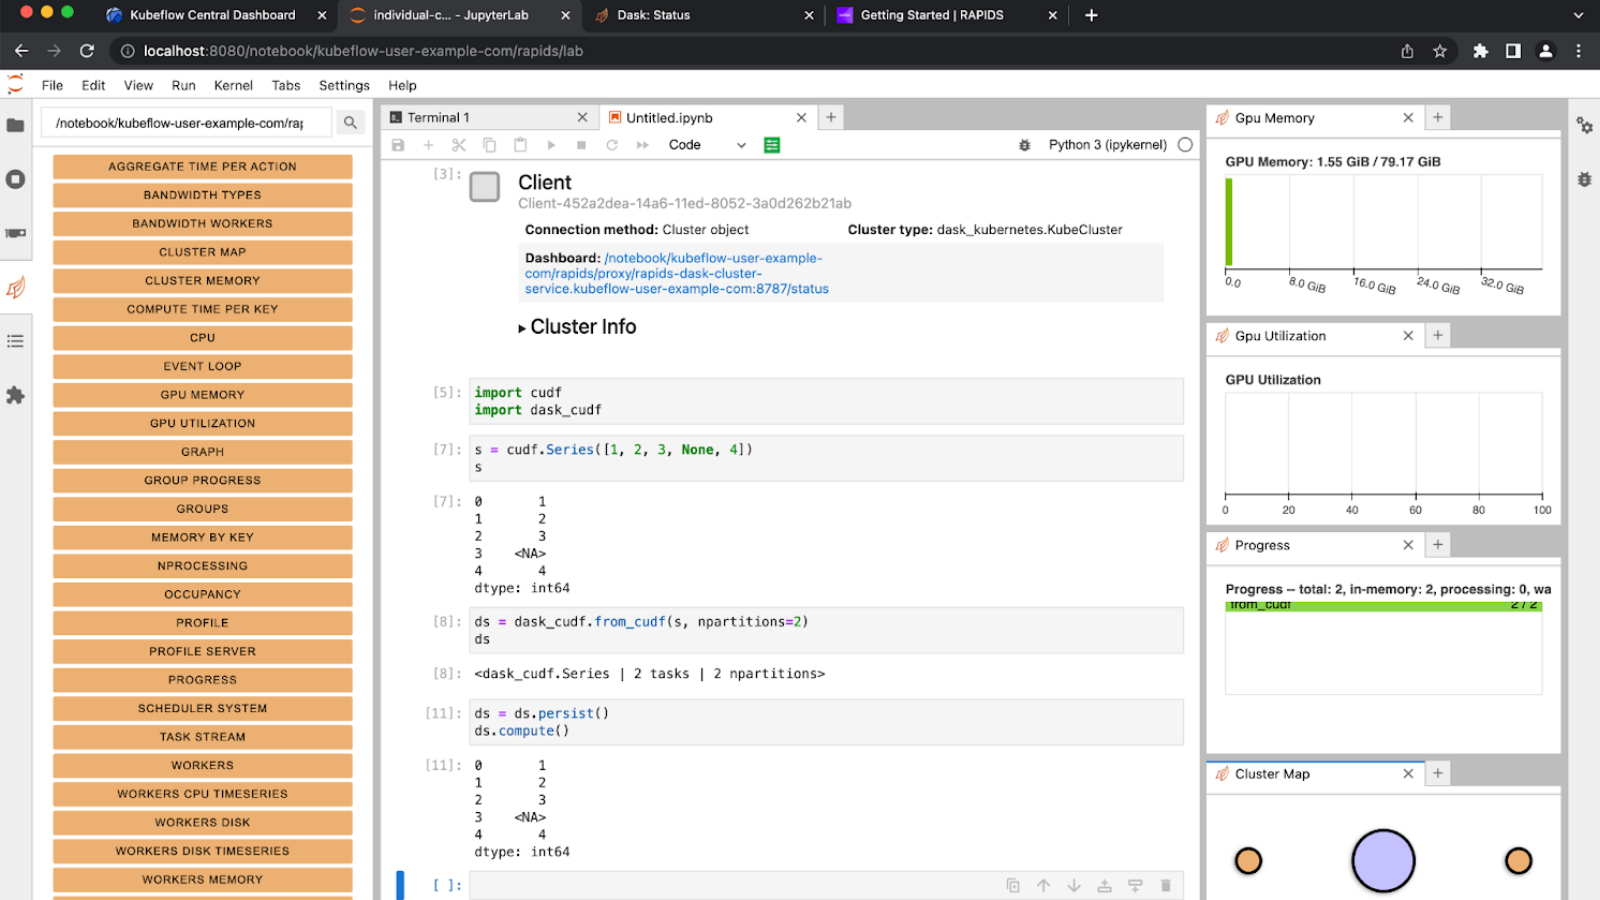 Kubeflow Central Dashboard
individual-c... - JupyterLab
Dask: Status
Getting Started | RAPIDS
localhost:8080/notebook/kubeflow-user-example-com/rapids/lab
File Edit View Run Kernel Tabs Settings Help
/notebook/kubeflow-user-example-com/rap
AGGREGATE TIME PER ACTION
BANDWIDTH TYPES
BANDWIDTH WORKERS
CLUSTER MAP
CLUSTER MEMORY
COMPUTE TIME PER KEY
CPU
EVENT LOOP
GPU MEMORY
GPU UTILIZATION
GRAPH
GROUP PROGRESS
GROUPS
MEMORY BY KEY
NPROCESSING
OCCUPANCY
PROFILE
PROFILE SERVER
PROGRESS
SCHEDULER SYSTEM
TASK STREAM
WORKERS
WORKERS CPU TIMESERIES
WORKERS DISK
WORKERS DISK TIMESERIES
WORKERS MEMORY
Terminal 1
Untitled.ipynb
Code
Python 3 (ipykernel)
[3]:
Client
Client-452a2dea-14a6-11ed-8052-3a0d262b21ab
Connection method: Cluster object
Cluster type: dask_kubernetes.KubeCluster
Dashboard: /notebook/kubeflow-user-example-
com/rapids/proxy/rapids-dask-cluster-
service.kubeflow-user-example-com:8787/status
Cluster Info
[5]: import cudf
import dask_cudf
[7]: s = cudf.Series([1, 2, 3, None, 4])
s
[7]: 0 1
1 2
2 3
3 <NA>
4 4
dtype: int64
[8]: ds = dask_cudf.from_cudf(s, npartitions=2)
ds
[8]: <dask_cudf.Series | 2 tasks | 2 npartitions>
[11]: ds = ds.persist()
ds.compute()
[11]: 0 1
1 2
2 3
3 <NA>
4 4
dtype: int64
[ ]:
Gpu Memory
GPU Memory: 1.55 GiB / 79.17 GiB
0.0 8.0 GiB 16.0 GiB 24.0 GiB 32.0 GiB
Gpu Utilization
GPU Utilization
0 20 40 60 80 100
Progress
Progress -- total: 2, in-memory: 2, processing: 0, wa
from_cudf 2 / 2
Cluster Map